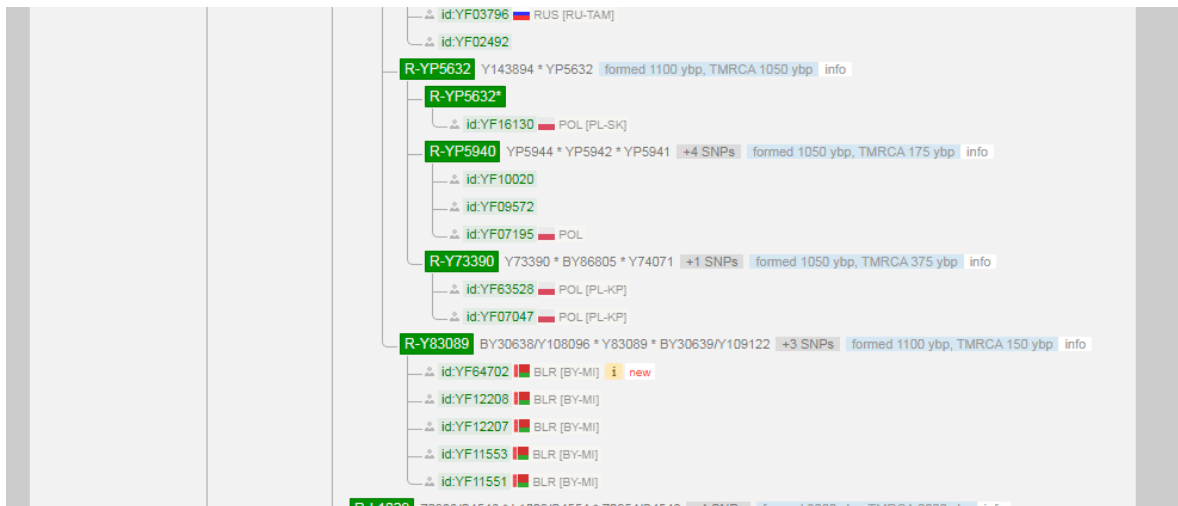 id:YF03796 RUS [RU-TAM]
id:YF02492
R-YP5632 Y143894 * YP5632 formed 1100 ybp, TMRCA 1050 ybp info
R-YP5632*
id:YF16130 POL [PL-SK]
R-YP5940 YP5944 * YP5942 * YP5941 +4 SNPs formed 1050 ybp, TMRCA 175 ybp info
id:YF10020
id:YF09572
id:YF07195 POL
R-Y73390 Y73390 * BY86805 * Y74071 +1 SNPs formed 1050 ybp, TMRCA 375 ybp info
id:YF63528 POL [PL-KP]
id:YF07047 POL [PL-KP]
R-Y83089 BY30638/Y108096 * Y83089 * BY30639/Y109122 +3 SNPs formed 1100 ybp, TMRCA 150 ybp info
id:YF64702 BLR [BY-MI] i new
id:YF12208 BLR [BY-MI]
id:YF12207 BLR [BY-MI]
id:YF11553 BLR [BY-MI]
id:YF11551 BLR [BY-MI]